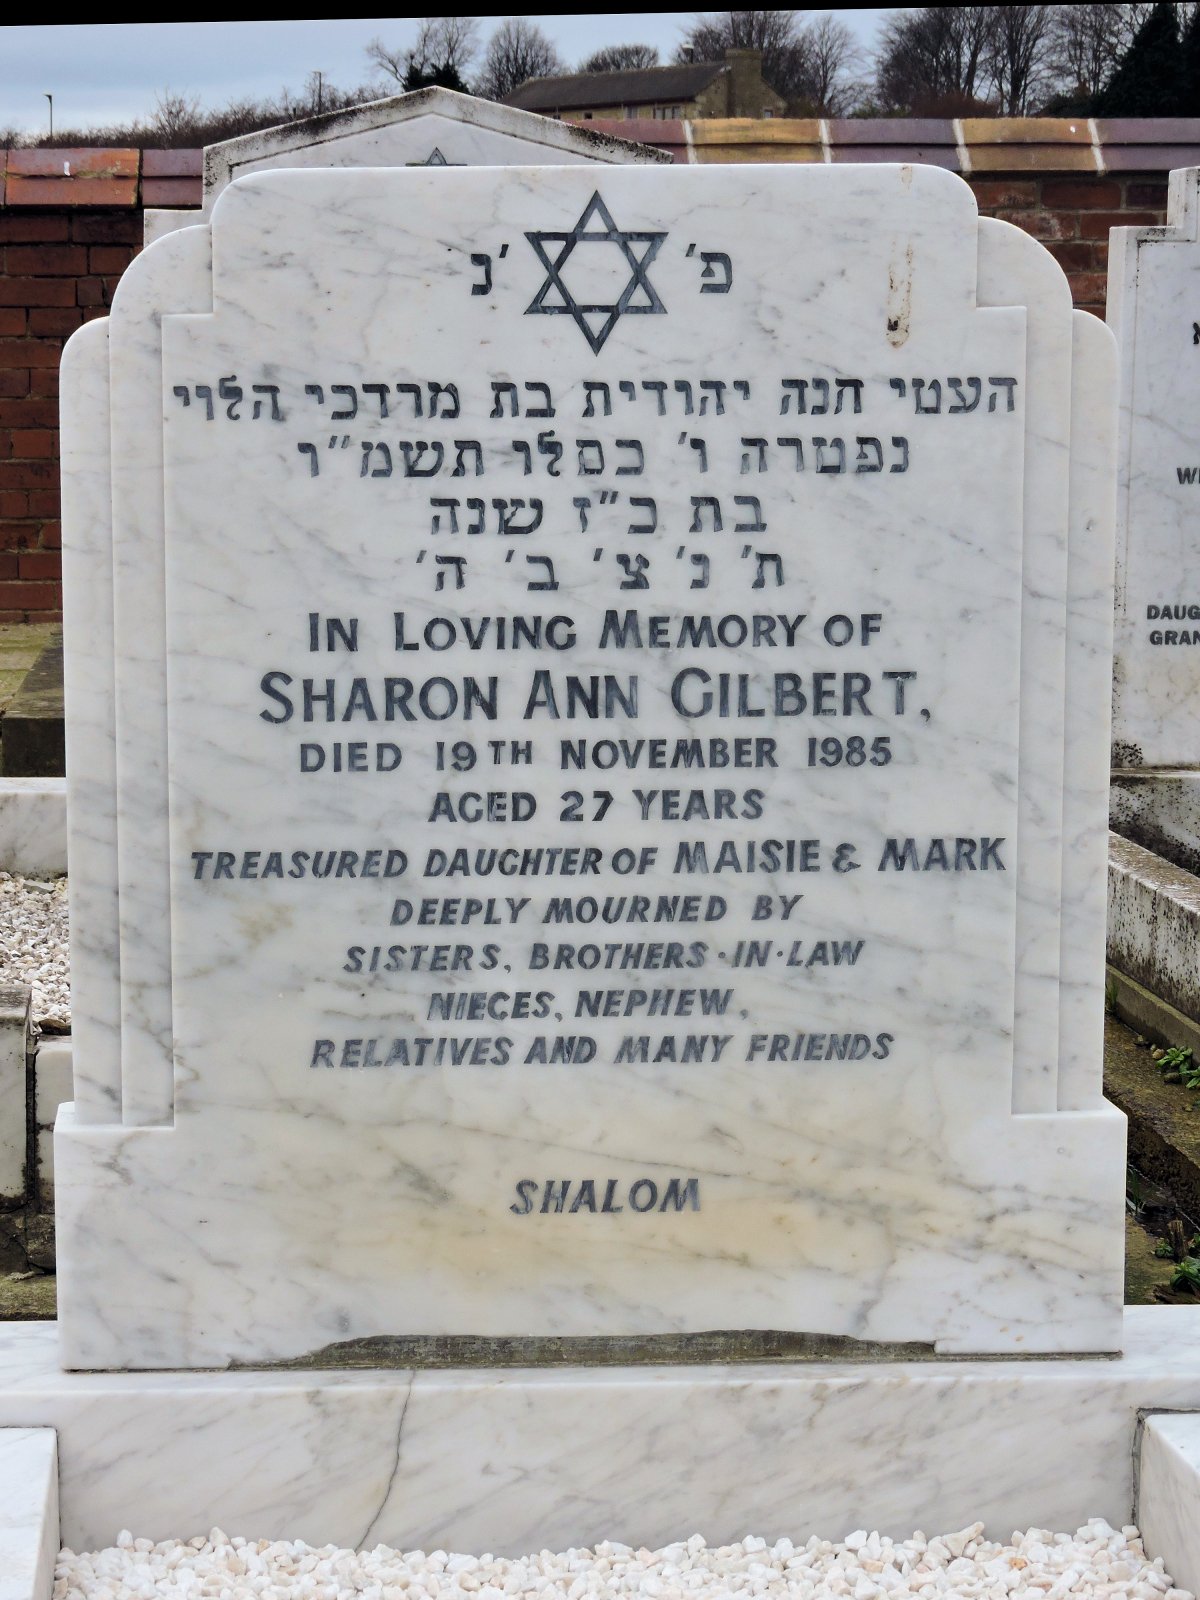 פ׳ נ׳
העטי חנה יהודית בת מרדכי הלוי
נפטרה ו׳ כסלו תשמ״ו
בת כ״ז שנה
ת׳ נ׳ צ׳ ב׳ ה׳
IN LOVING MEMORY OF
SHARON ANN GILBERT,
DIED 19TH NOVEMBER 1985
AGED 27 YEARS
TREASURED DAUGHTER OF MAISIE & MARK
DEEPLY MOURNED BY
SISTERS, BROTHERS·IN·LAW
NIECES, NEPHEW,
RELATIVES AND MANY FRIENDS
SHALOM